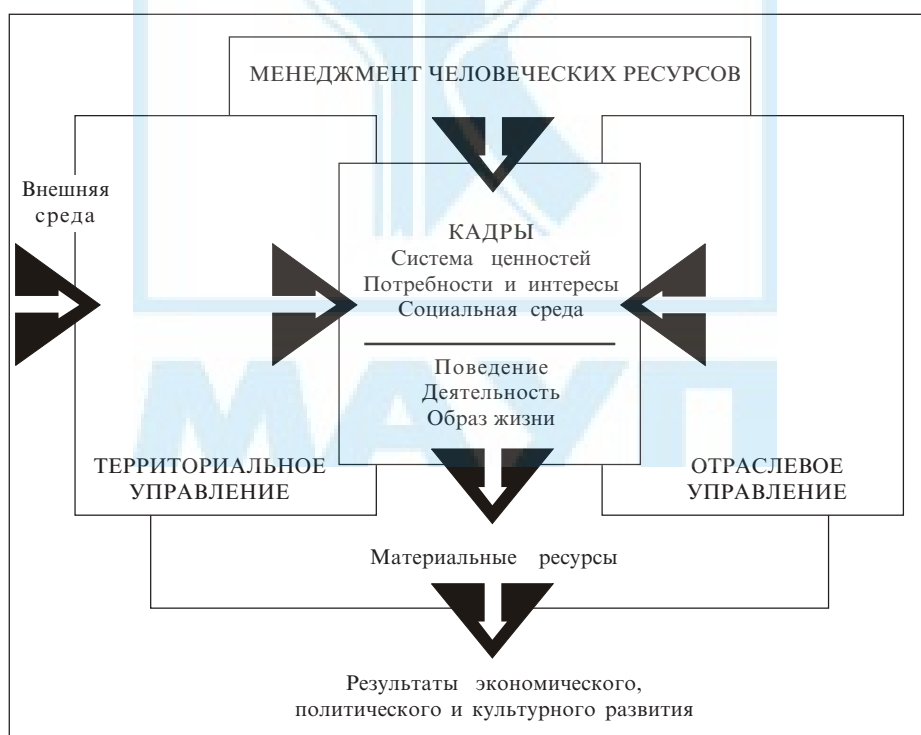 МЕНЕДЖМЕНТ ЧЕЛОВЕЧЕСКИХ РЕСУРСОВ
Внешняя
среда
КАДРЫ
Система ценностей
Потребности и интересы
Социальная среда
Поведение
Деятельность
Образ жизни
ТЕРРИТОРИАЛЬНОЕ
УПРАВЛЕНИЕ
ОТРАСЛЕВОЕ
УПРАВЛЕНИЕ
Материальные ресурсы
Результаты экономического,
политического и культурного развития
МАУП